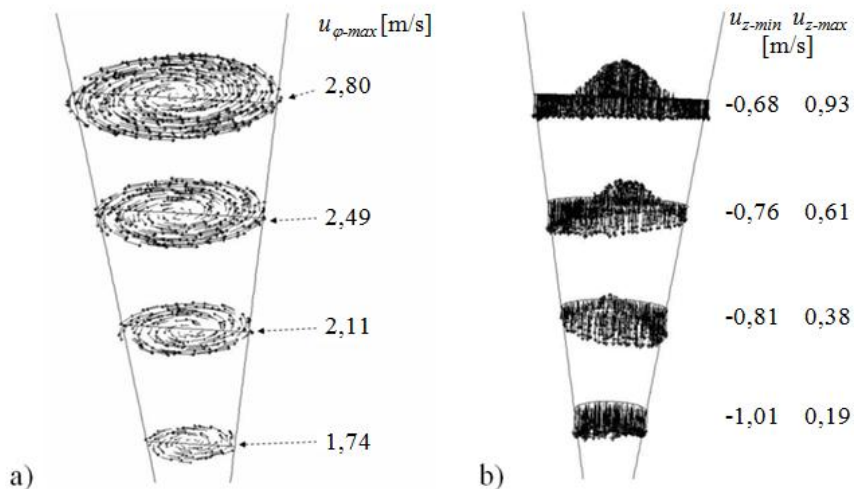 u_φ-max [m/s]
2,80
2,49
2,11
1,74
a)
u_z-min u_z-max
[m/s]
-0,68 0,93
-0,76 0,61
-0,81 0,38
-1,01 0,19
b)